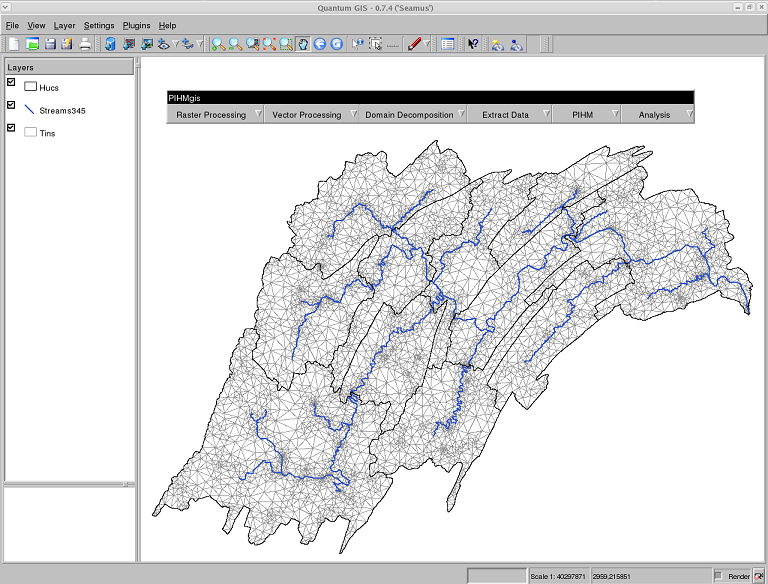 Quantum GIS - 0.7.4 ('Seamus')
File View Layer Settings Plugins Help
Layers
Hucs
Streams345
Tins
PIHMgis
Raster Processing Vector Processing Domain Decomposition Extract Data PIHM Analysis
Scale 1: 40297871 2959,215851 Render